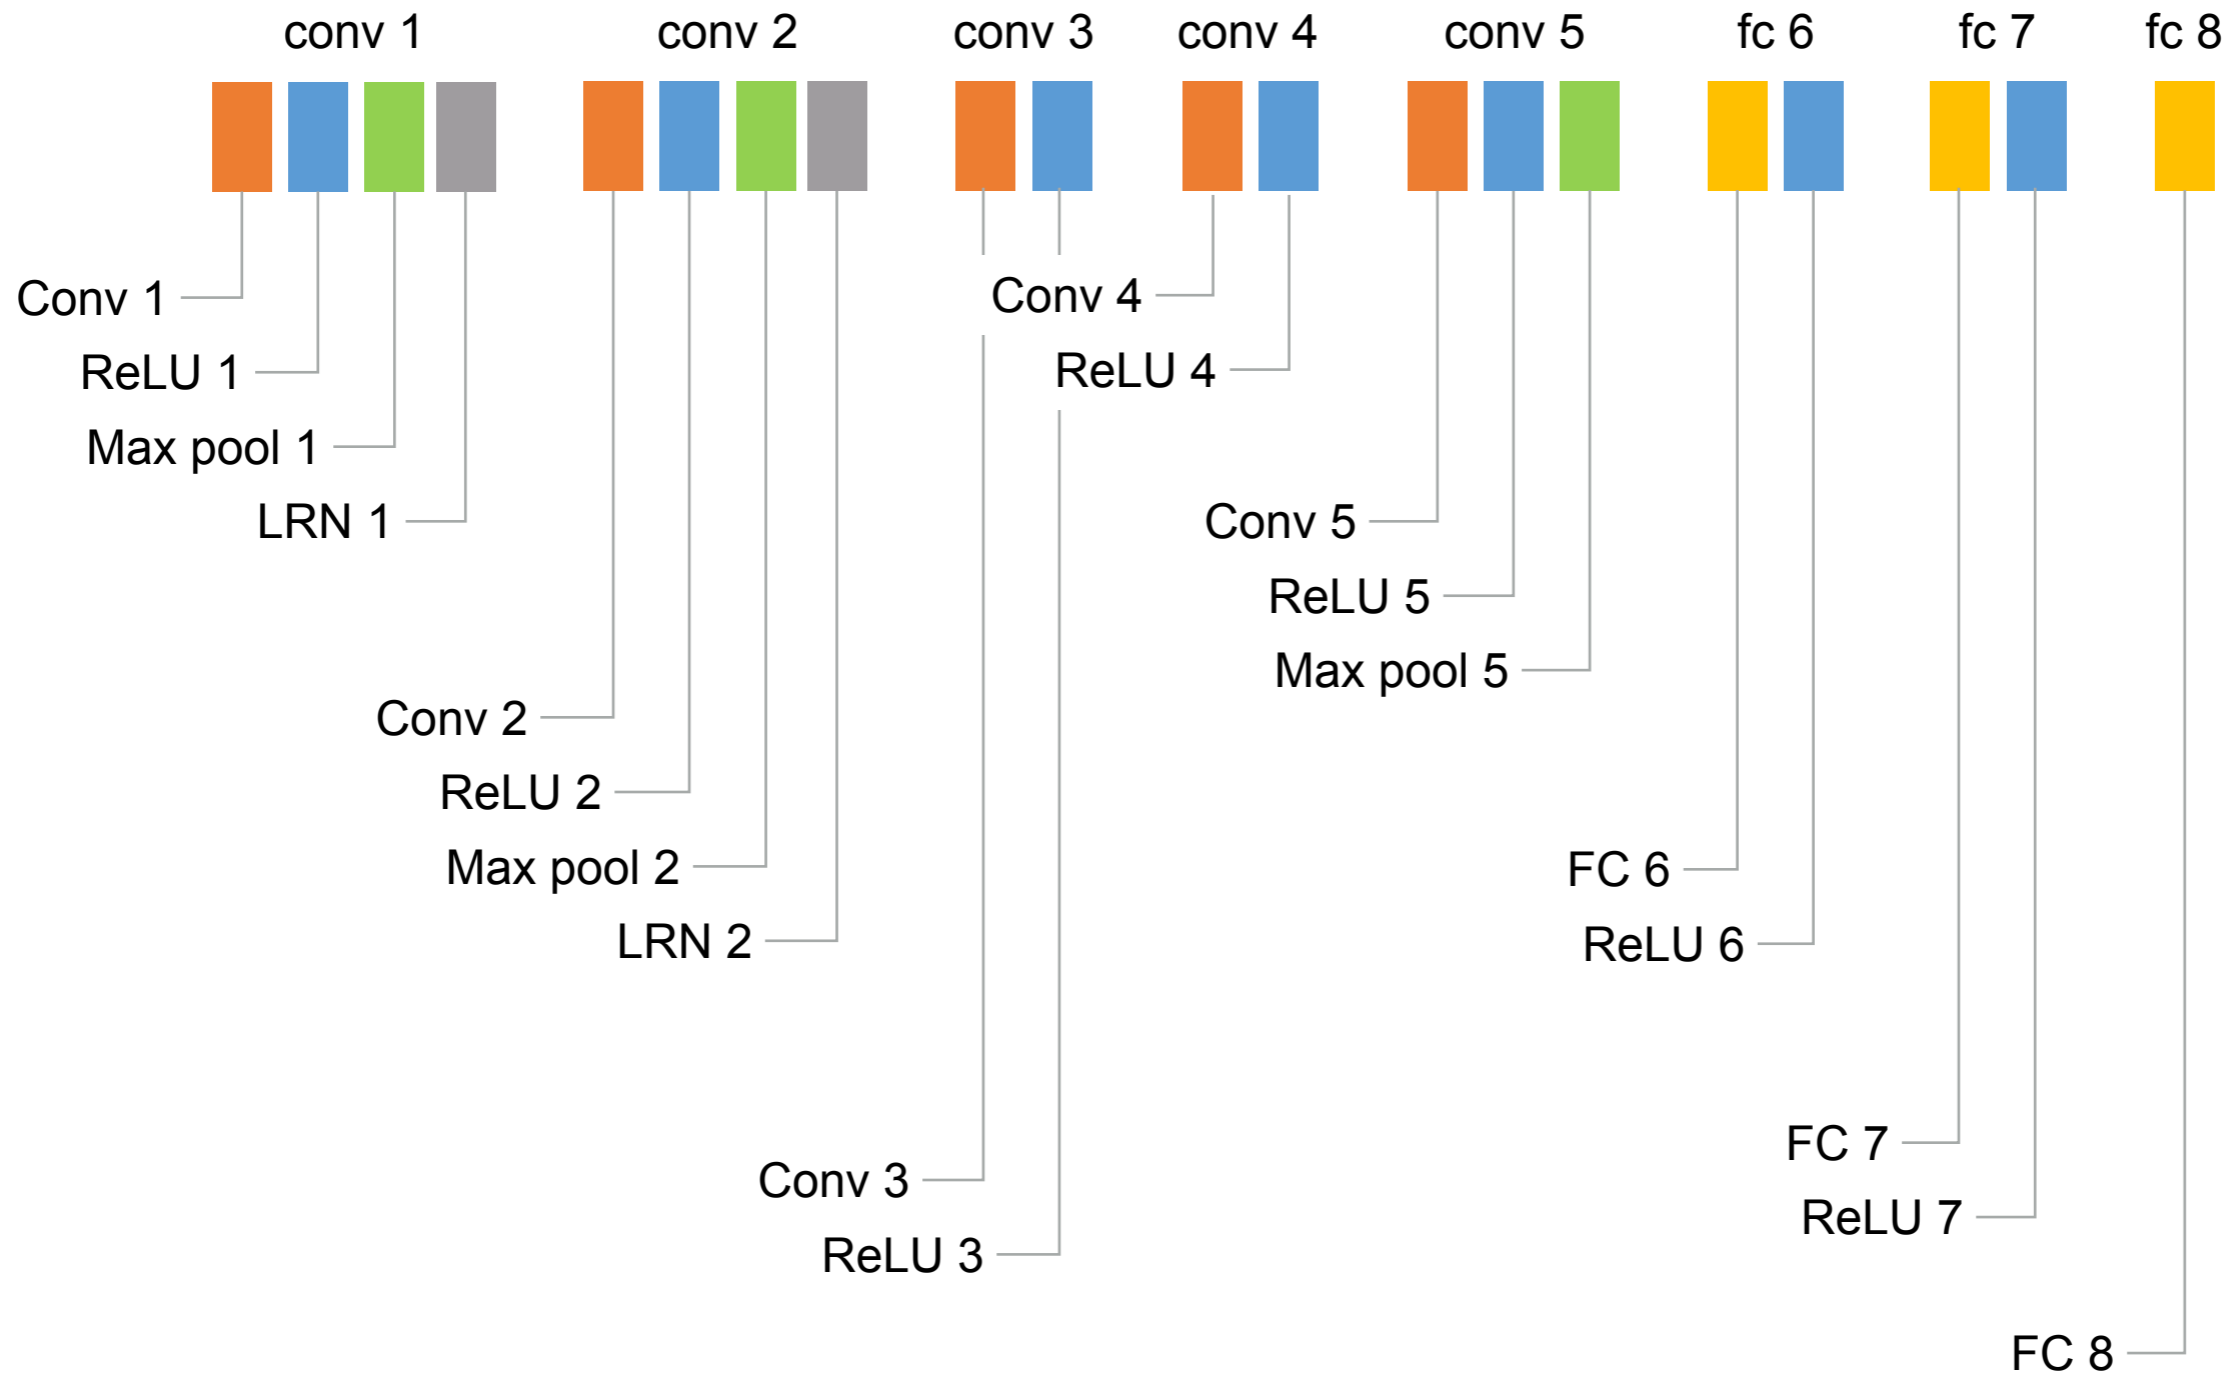 conv 1
conv 2
conv 3
conv 4
conv 5
fc 6
fc 7
fc 8
Conv 1
ReLU 1
Max pool 1
LRN 1
Conv 2
ReLU 2
Max pool 2
LRN 2
Conv 3
ReLU 3
Conv 4
ReLU 4
Conv 5
ReLU 5
Max pool 5
FC 6
ReLU 6
FC 7
ReLU 7
FC 8